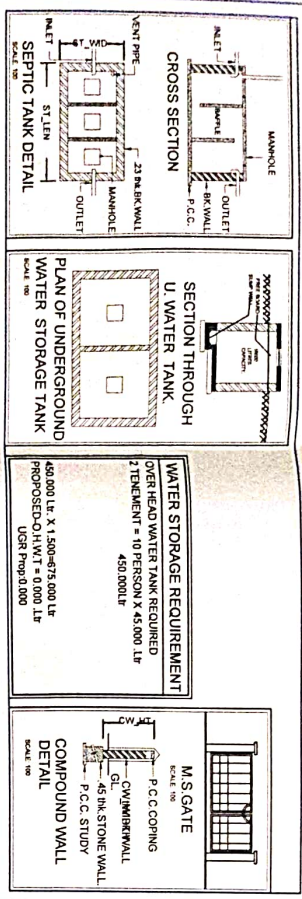 INLET
MANHOLE
BAFFLE
OUTLET
BK.WALL
P.C.C.
CROSS SECTION
VENT PIPE
23 thk.BK.WALL
ST_WID
MANHOLE
OUTLET
INLET
ST_LEN
SEPTIC TANK DETAIL
SCALE 100
FREE BOARD
CAPACITY
SECTION THROUGH
U. WATER TANK.
PLAN OF UNDERGROUND
WATER STORAGE TANK
SCALE 100
WATER STORAGE REQUIREMENT
OVER HEAD WATER TANK REQUIRED
2 TENEMENT = 10 PERSON X 45.000 .Ltr
450.000Ltr
450.000 Ltr. X 1.500=675.000 Ltr
PROPOSED-O.H.W.T = 0.000 .Ltr
UGR Prop:0.000
M.S.GATE
SCALE 100
CW_HT
P.C.C COPING
GL.
45 thk.STONE WALL.
P.C.C. STUDY
COMPOUND WALL
DETAIL
SCALE 100